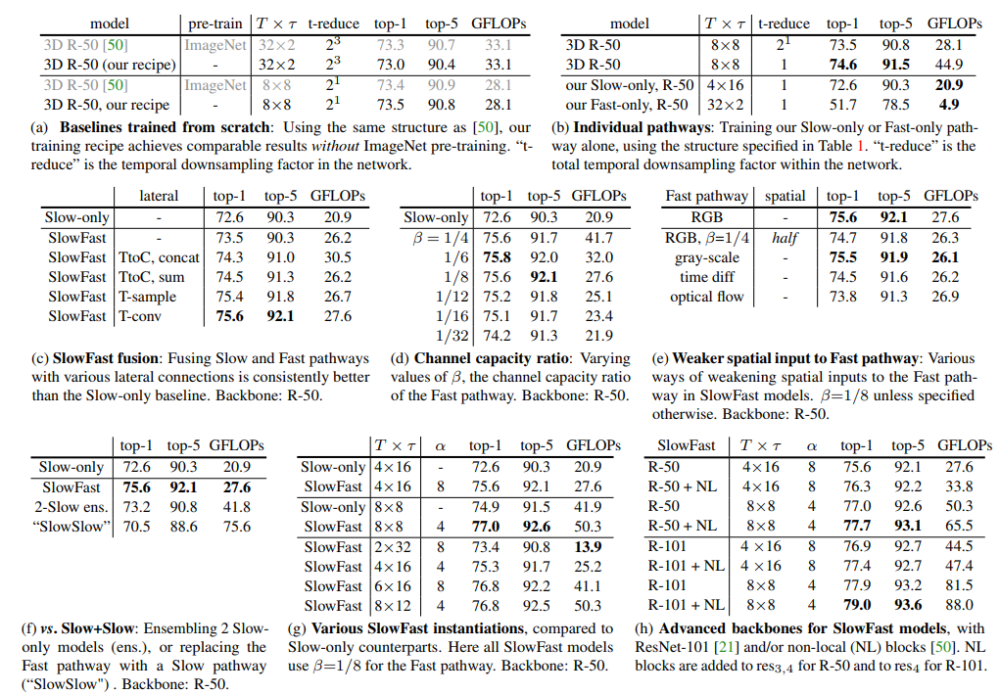 model pre-train T × τ t-reduce top-1 top-5 GFLOPs
3D R-50 [50] ImageNet 32×2 2³ 73.3 90.7 33.1
3D R-50 (our recipe) - 32×2 2³ 73.0 90.4 33.1
3D R-50 [50] ImageNet 8×8 2¹ 73.4 90.9 28.1
3D R-50, our recipe - 8×8 2¹ 73.5 90.8 28.1
(a) Baselines trained from scratch: Using the same structure as [50], our
training recipe achieves comparable results without ImageNet pre-training. “t-
reduce” is the temporal downsampling factor in the network.
model T × τ t-reduce top-1 top-5 GFLOPs
3D R-50 8×8 2¹ 73.5 90.8 28.1
3D R-50 8×8 1 74.6 91.5 44.9
our Slow-only, R-50 4×16 1 72.6 90.3 20.9
our Fast-only, R-50 32×2 1 51.7 78.5 4.9
(b) Individual pathways: Training our Slow-only or Fast-only path-
way alone, using the structure specified in Table 1. “t-reduce” is the
total temporal downsampling factor within the network.
lateral top-1 top-5 GFLOPs
Slow-only - 72.6 90.3 20.9
SlowFast - 73.5 90.3 26.2
SlowFast TtoC, concat 74.3 91.0 30.5
SlowFast TtoC, sum 74.5 91.3 26.2
SlowFast T-sample 75.4 91.8 26.7
SlowFast T-conv 75.6 92.1 27.6
(c) SlowFast fusion: Fusing Slow and Fast pathways
with various lateral connections is consistently better
than the Slow-only baseline. Backbone: R-50.
top-1 top-5 GFLOPs
Slow-only 72.6 90.3 20.9
β = 1/4 75.6 91.7 41.7
1/6 75.8 92.0 32.0
1/8 75.6 92.1 27.6
1/12 75.2 91.8 25.1
1/16 75.1 91.7 23.4
1/32 74.2 91.3 21.9
(d) Channel capacity ratio: Varying
values of β, the channel capacity ratio
of the Fast pathway. Backbone: R-50.
Fast pathway spatial top-1 top-5 GFLOPs
RGB - 75.6 92.1 27.6
RGB, β=1/4 half 74.7 91.8 26.3
gray-scale - 75.5 91.9 26.1
time diff - 74.5 91.6 26.2
optical flow - 73.8 91.3 26.9
(e) Weaker spatial input to Fast pathway: Various
ways of weakening spatial inputs to the Fast path-
way in SlowFast models. β=1/8 unless specified
otherwise. Backbone: R-50.
top-1 top-5 GFLOPs
Slow-only 72.6 90.3 20.9
SlowFast 75.6 92.1 27.6
2-Slow ens. 73.2 90.8 41.8
“SlowSlow” 70.5 88.6 75.6
(f) vs. Slow+Slow: Ensembling 2 Slow-
only models (ens.), or replacing the
Fast pathway with a Slow pathway
(“SlowSlow") . Backbone: R-50.
T × τ α top-1 top-5 GFLOPs
Slow-only 4×16 - 72.6 90.3 20.9
SlowFast 4×16 8 75.6 92.1 27.6
Slow-only 8×8 - 74.9 91.5 41.9
SlowFast 8×8 4 77.0 92.6 50.3
SlowFast 2×32 8 73.4 90.8 13.9
SlowFast 4×16 4 75.3 91.7 25.2
SlowFast 6×16 8 76.8 92.2 41.1
SlowFast 8×12 4 76.8 92.5 50.3
(g) Various SlowFast instantiations, compared to
Slow-only counterparts. Here all SlowFast models
use β=1/8 for the Fast pathway. Backbone: R-50.
SlowFast T × τ α top-1 top-5 GFLOPs
R-50 4×16 8 75.6 92.1 27.6
R-50 + NL 4×16 8 76.3 92.2 33.8
R-50 8×8 4 77.0 92.6 50.3
R-50 + NL 8×8 4 77.7 93.1 65.5
R-101 4 ×16 8 76.9 92.7 44.5
R-101 + NL 4×16 8 77.4 92.7 47.4
R-101 8×8 4 77.9 93.2 81.5
R-101 + NL 8×8 4 79.0 93.6 88.0
(h) Advanced backbones for SlowFast models, with
ResNet-101 [21] and/or non-local (NL) blocks [50]. NL
blocks are added to res₃,₄ for R-50 and to res₄ for R-101.